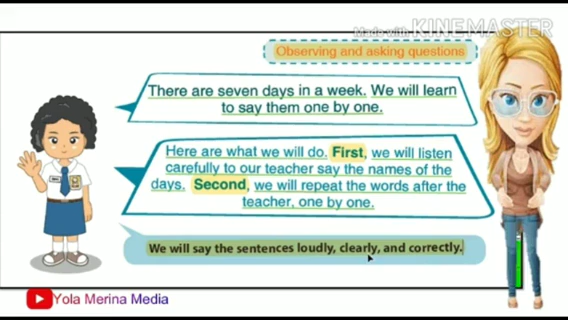 Made with KINEMASTER
Observing and asking questions
There are seven days in a week. We will learn
to say them one by one.
Here are what we will do. First, we will listen
carefully to our teacher say the names of the
days. Second, we will repeat the words after the
teacher, one by one.
We will say the sentences loudly, clearly, and correctly.
Yola Merina Media